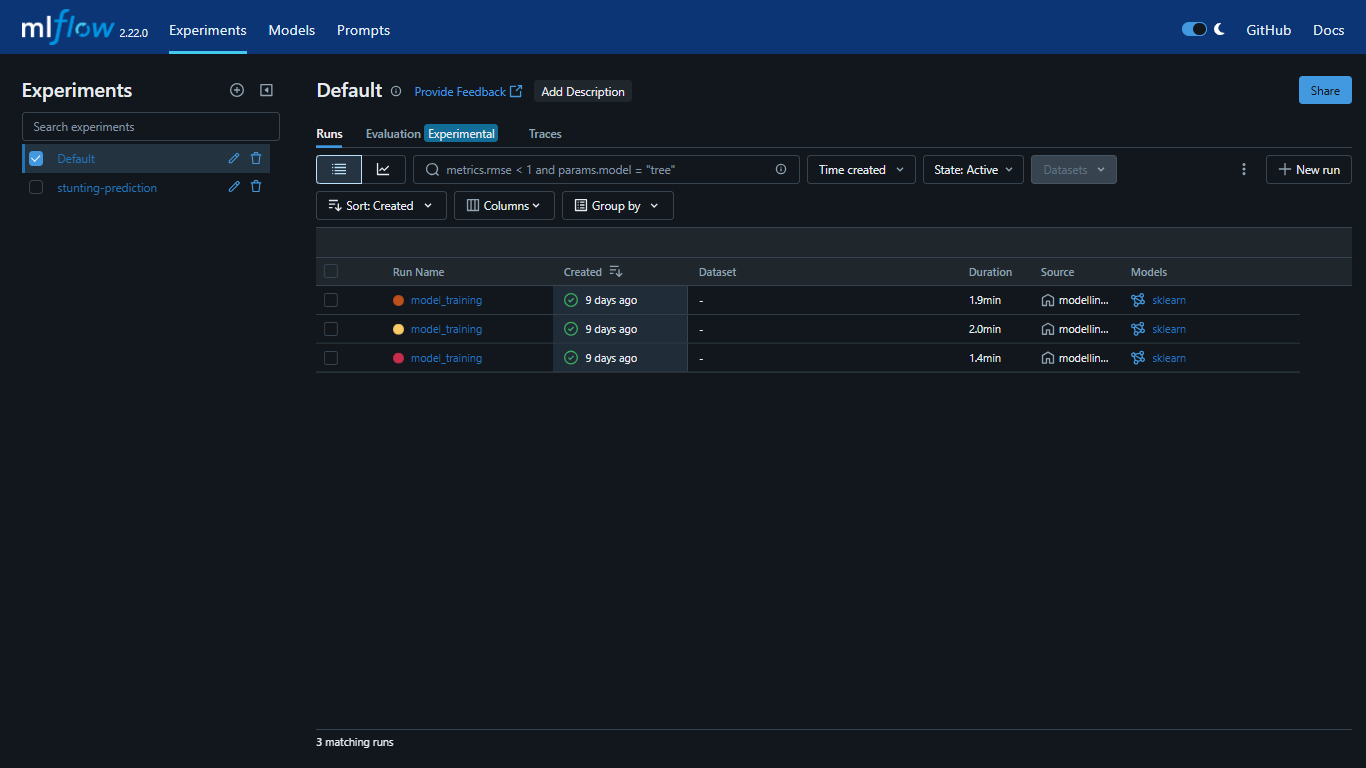 mlflow 2.22.0 Experiments Models Prompts GitHub Docs
Experiments
Search experiments
Default
stunting-prediction
Default Provide Feedback Add Description Share
Runs Evaluation Experimental Traces
metrics.rmse < 1 and params.model = "tree" Time created State: Active Datasets New run
Sort: Created Columns Group by
Run Name Created Dataset Duration Source Models
model_training 9 days ago - 1.9min modellin... sklearn
model_training 9 days ago - 2.0min modellin... sklearn
model_training 9 days ago - 1.4min modellin... sklearn
3 matching runs